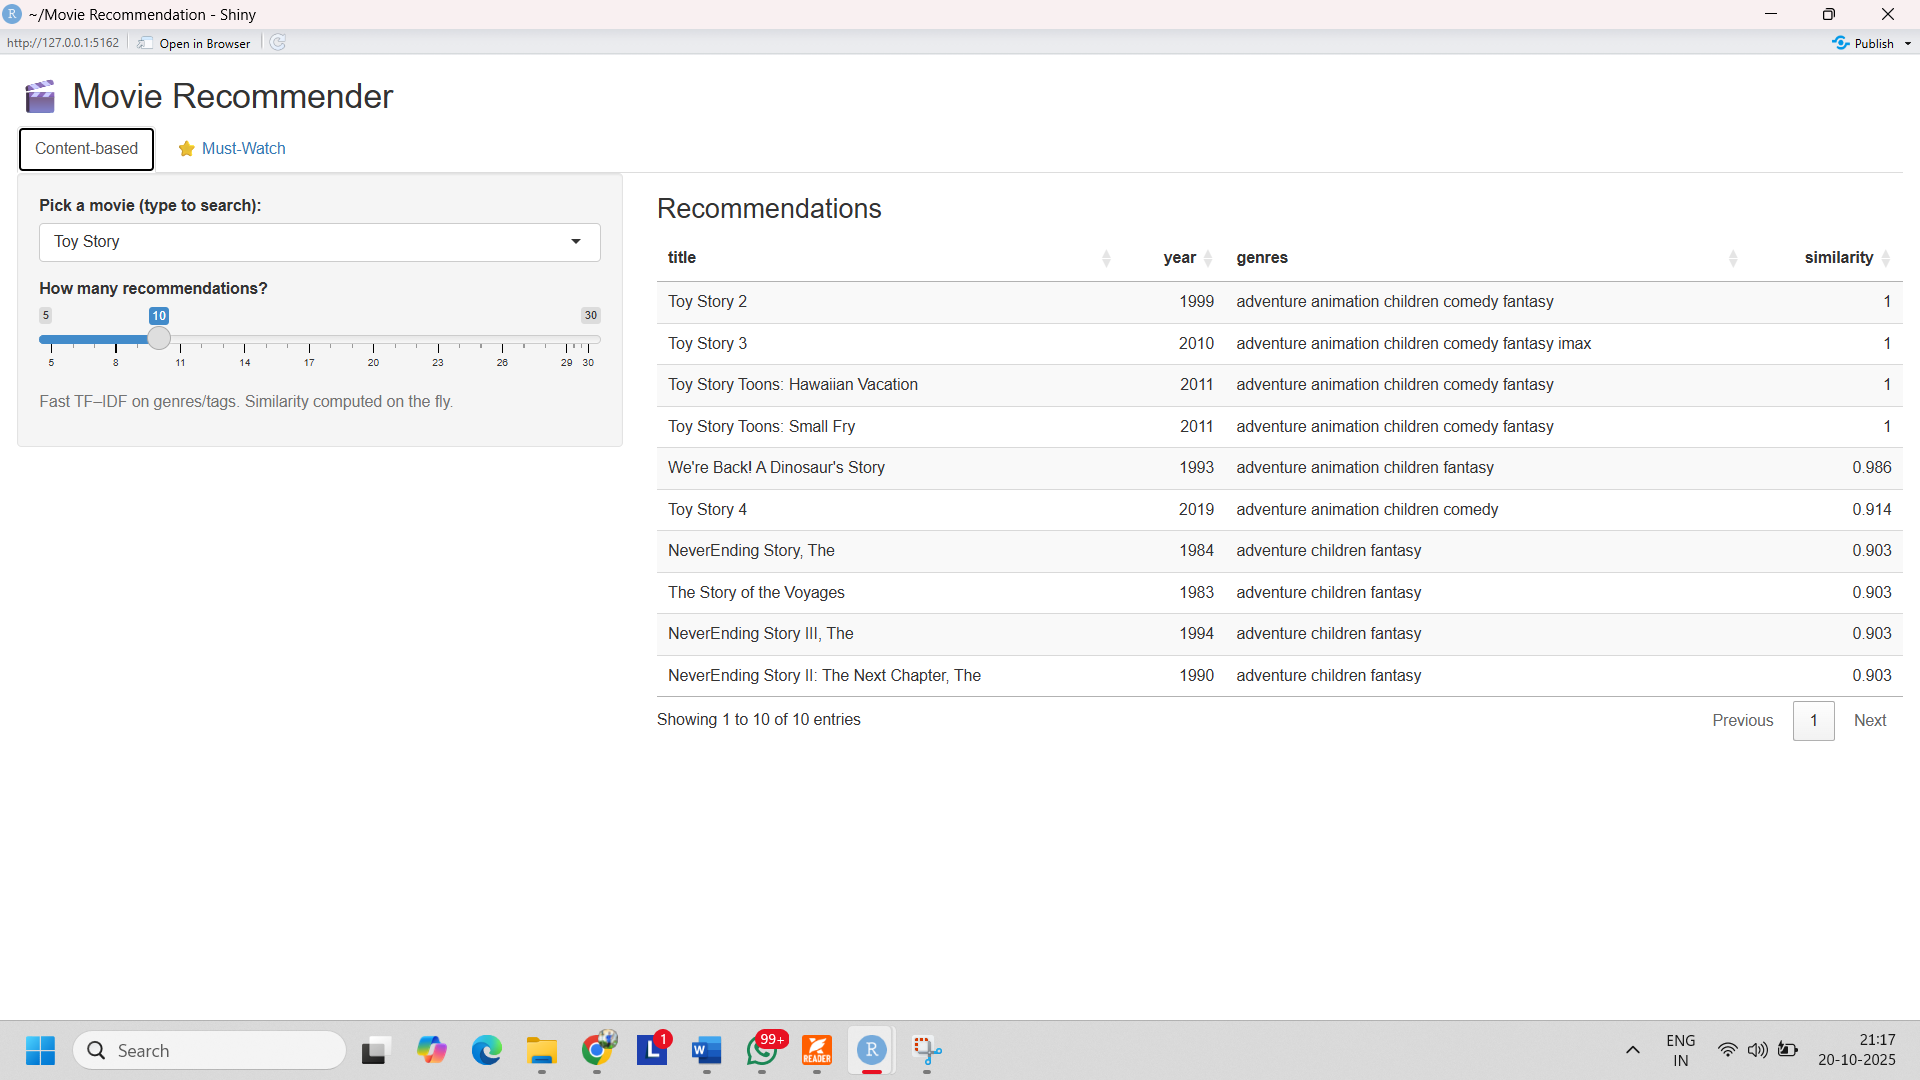 R ~/Movie Recommendation - Shiny
http://127.0.0.1:5162 Open in Browser Publish
Movie Recommender
Content-based Must-Watch
Pick a movie (type to search):
Toy Story
How many recommendations?
5 10 30
5 8 11 14 17 20 23 26 29 30
Fast TF–IDF on genres/tags. Similarity computed on the fly.
Recommendations
title year genres similarity
Toy Story 2 1999 adventure animation children comedy fantasy 1
Toy Story 3 2010 adventure animation children comedy fantasy imax 1
Toy Story Toons: Hawaiian Vacation 2011 adventure animation children comedy fantasy 1
Toy Story Toons: Small Fry 2011 adventure animation children comedy fantasy 1
We're Back! A Dinosaur's Story 1993 adventure animation children fantasy 0.986
Toy Story 4 2019 adventure animation children comedy 0.914
NeverEnding Story, The 1984 adventure children fantasy 0.903
The Story of the Voyages 1983 adventure children fantasy 0.903
NeverEnding Story III, The 1994 adventure children fantasy 0.903
NeverEnding Story II: The Next Chapter, The 1990 adventure children fantasy 0.903
Showing 1 to 10 of 10 entries Previous 1 Next
Search L 1 W 99+ READER R ENG 21:17
IN 20-10-2025